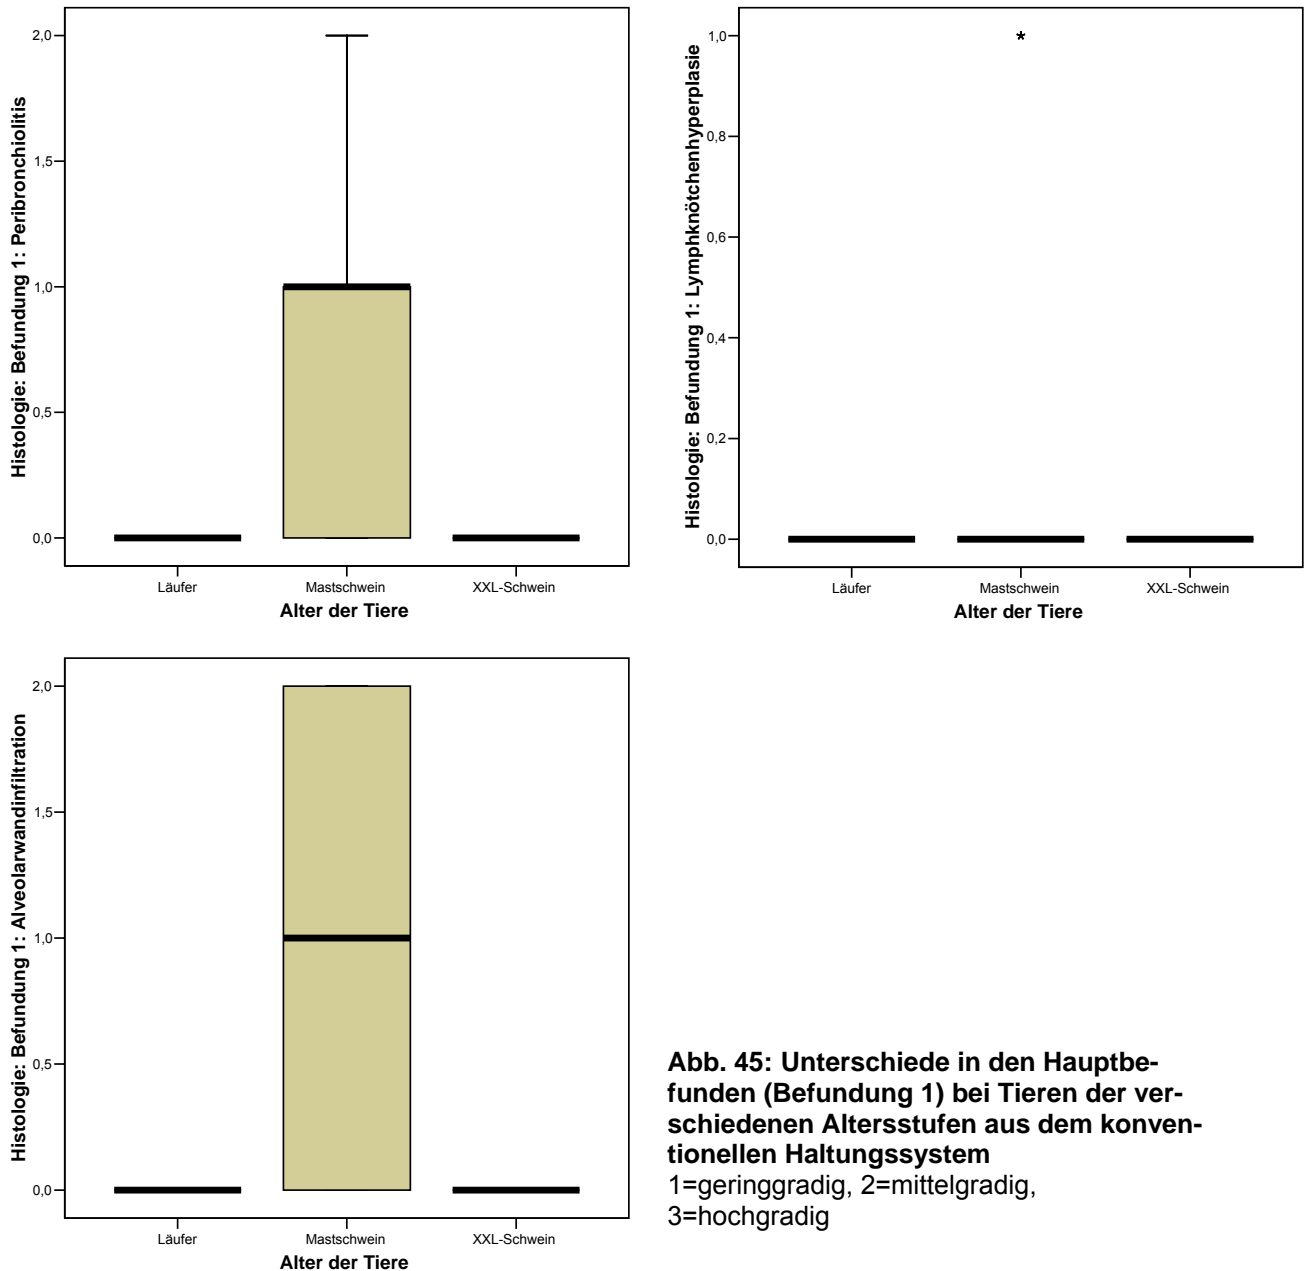 Histologie: Befundung 1: Peribronchiolitis
2,0
1,5
1,0
0,5
0,0
Läufer
Mastschwein
XXL-Schwein
Alter der Tiere
Histologie: Befundung 1: Lymphknötchenhyperplasie
1,0
0,8
0,6
0,4
0,2
0,0
Läufer
Mastschwein
XXL-Schwein
Alter der Tiere
Histologie: Befundung 1: Alveolarwandinfiltration
2,0
1,5
1,0
0,5
0,0
Läufer
Mastschwein
XXL-Schwein
Alter der Tiere
Abb. 45: Unterschiede in den Hauptbe-
funden (Befundung 1) bei Tieren der ver-
schiedenen Altersstufen aus dem konven-
tionellen Haltungssystem
1=geringgradig, 2=mittelgradig,
3=hochgradig